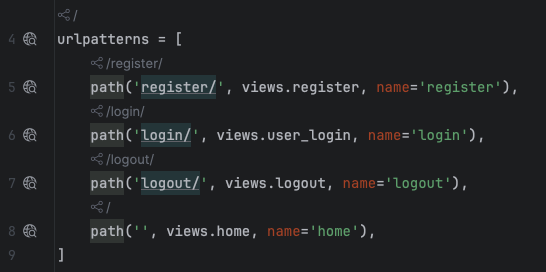 /
4 urlpatterns = [
/register/
5 path('register/', views.register, name='register'),
/login/
6 path('login/', views.user_login, name='login'),
/logout/
7 path('logout/', views.logout, name='logout'),
/
8 path('', views.home, name='home'),
9 ]